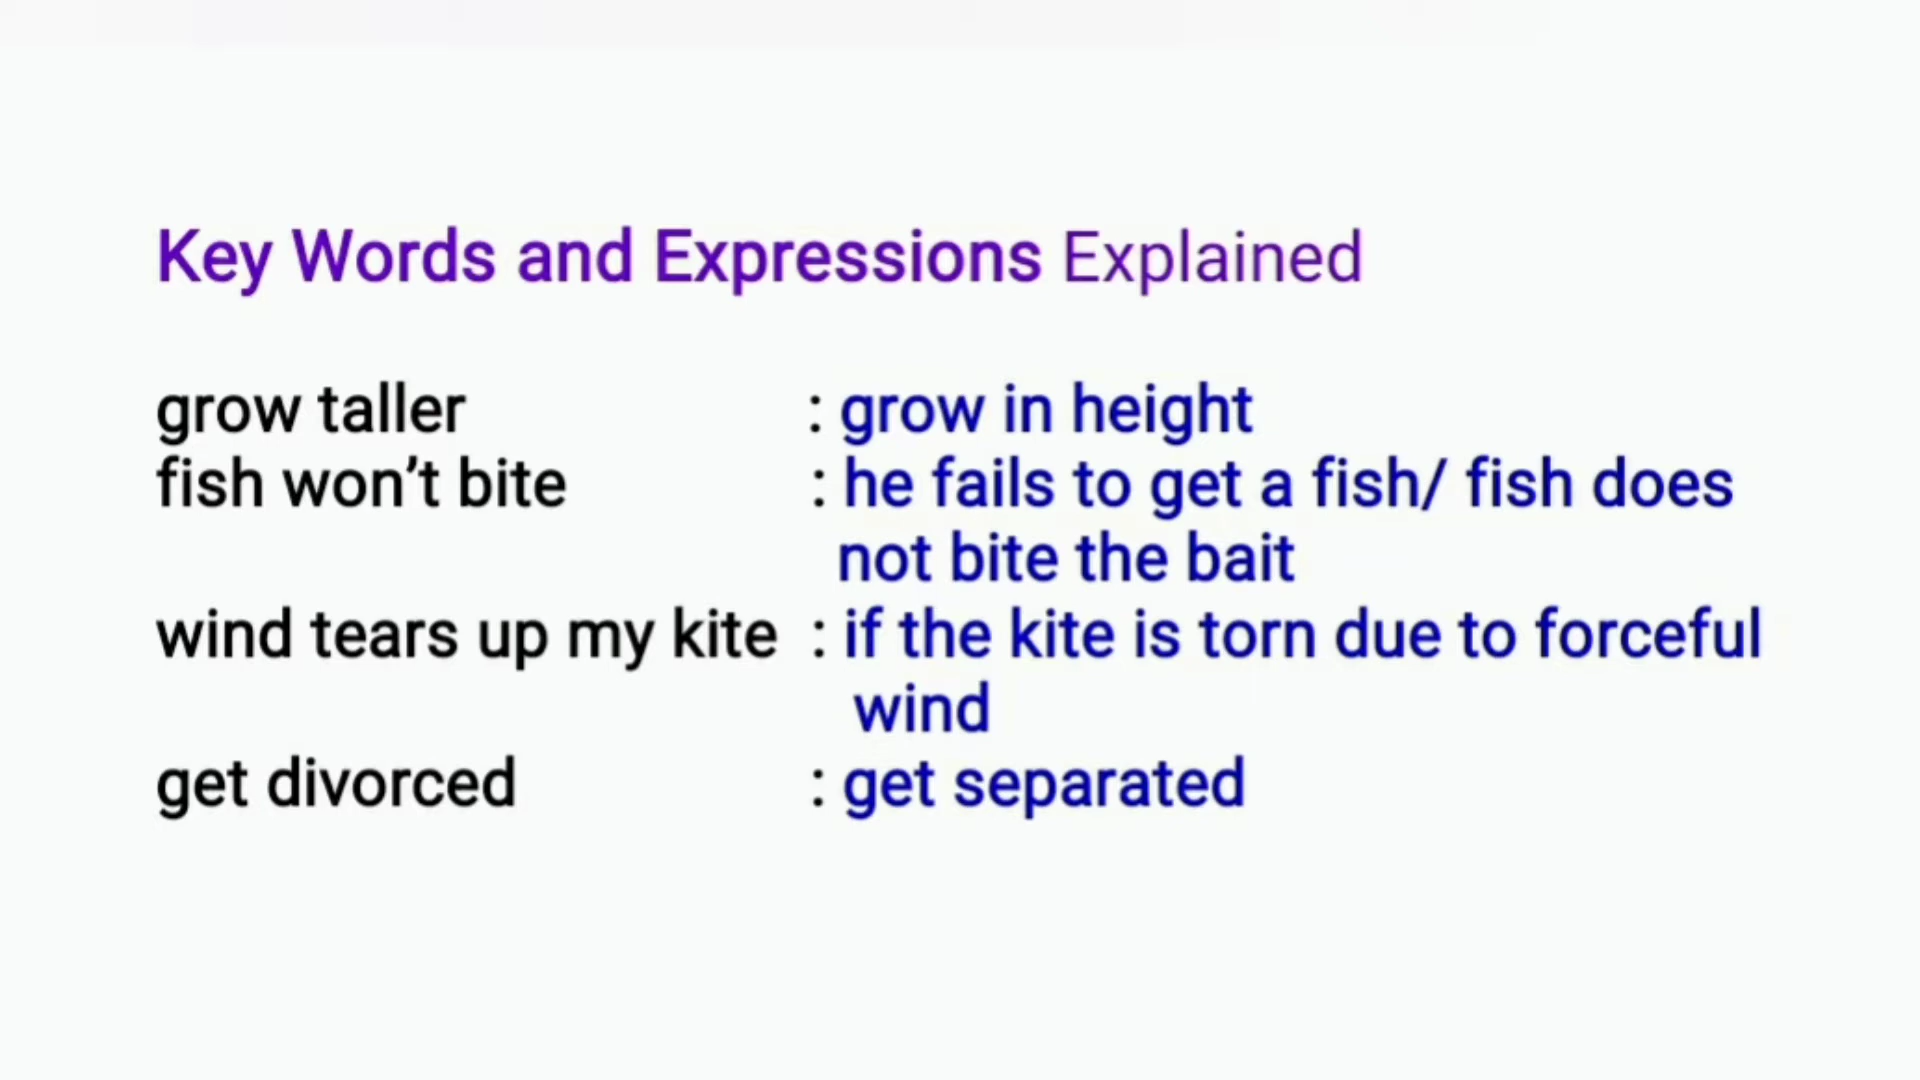 Key Words and Expressions Explained
grow taller : grow in height
fish won’t bite : he fails to get a fish/ fish does
not bite the bait
wind tears up my kite : if the kite is torn due to forceful
wind
get divorced : get separated